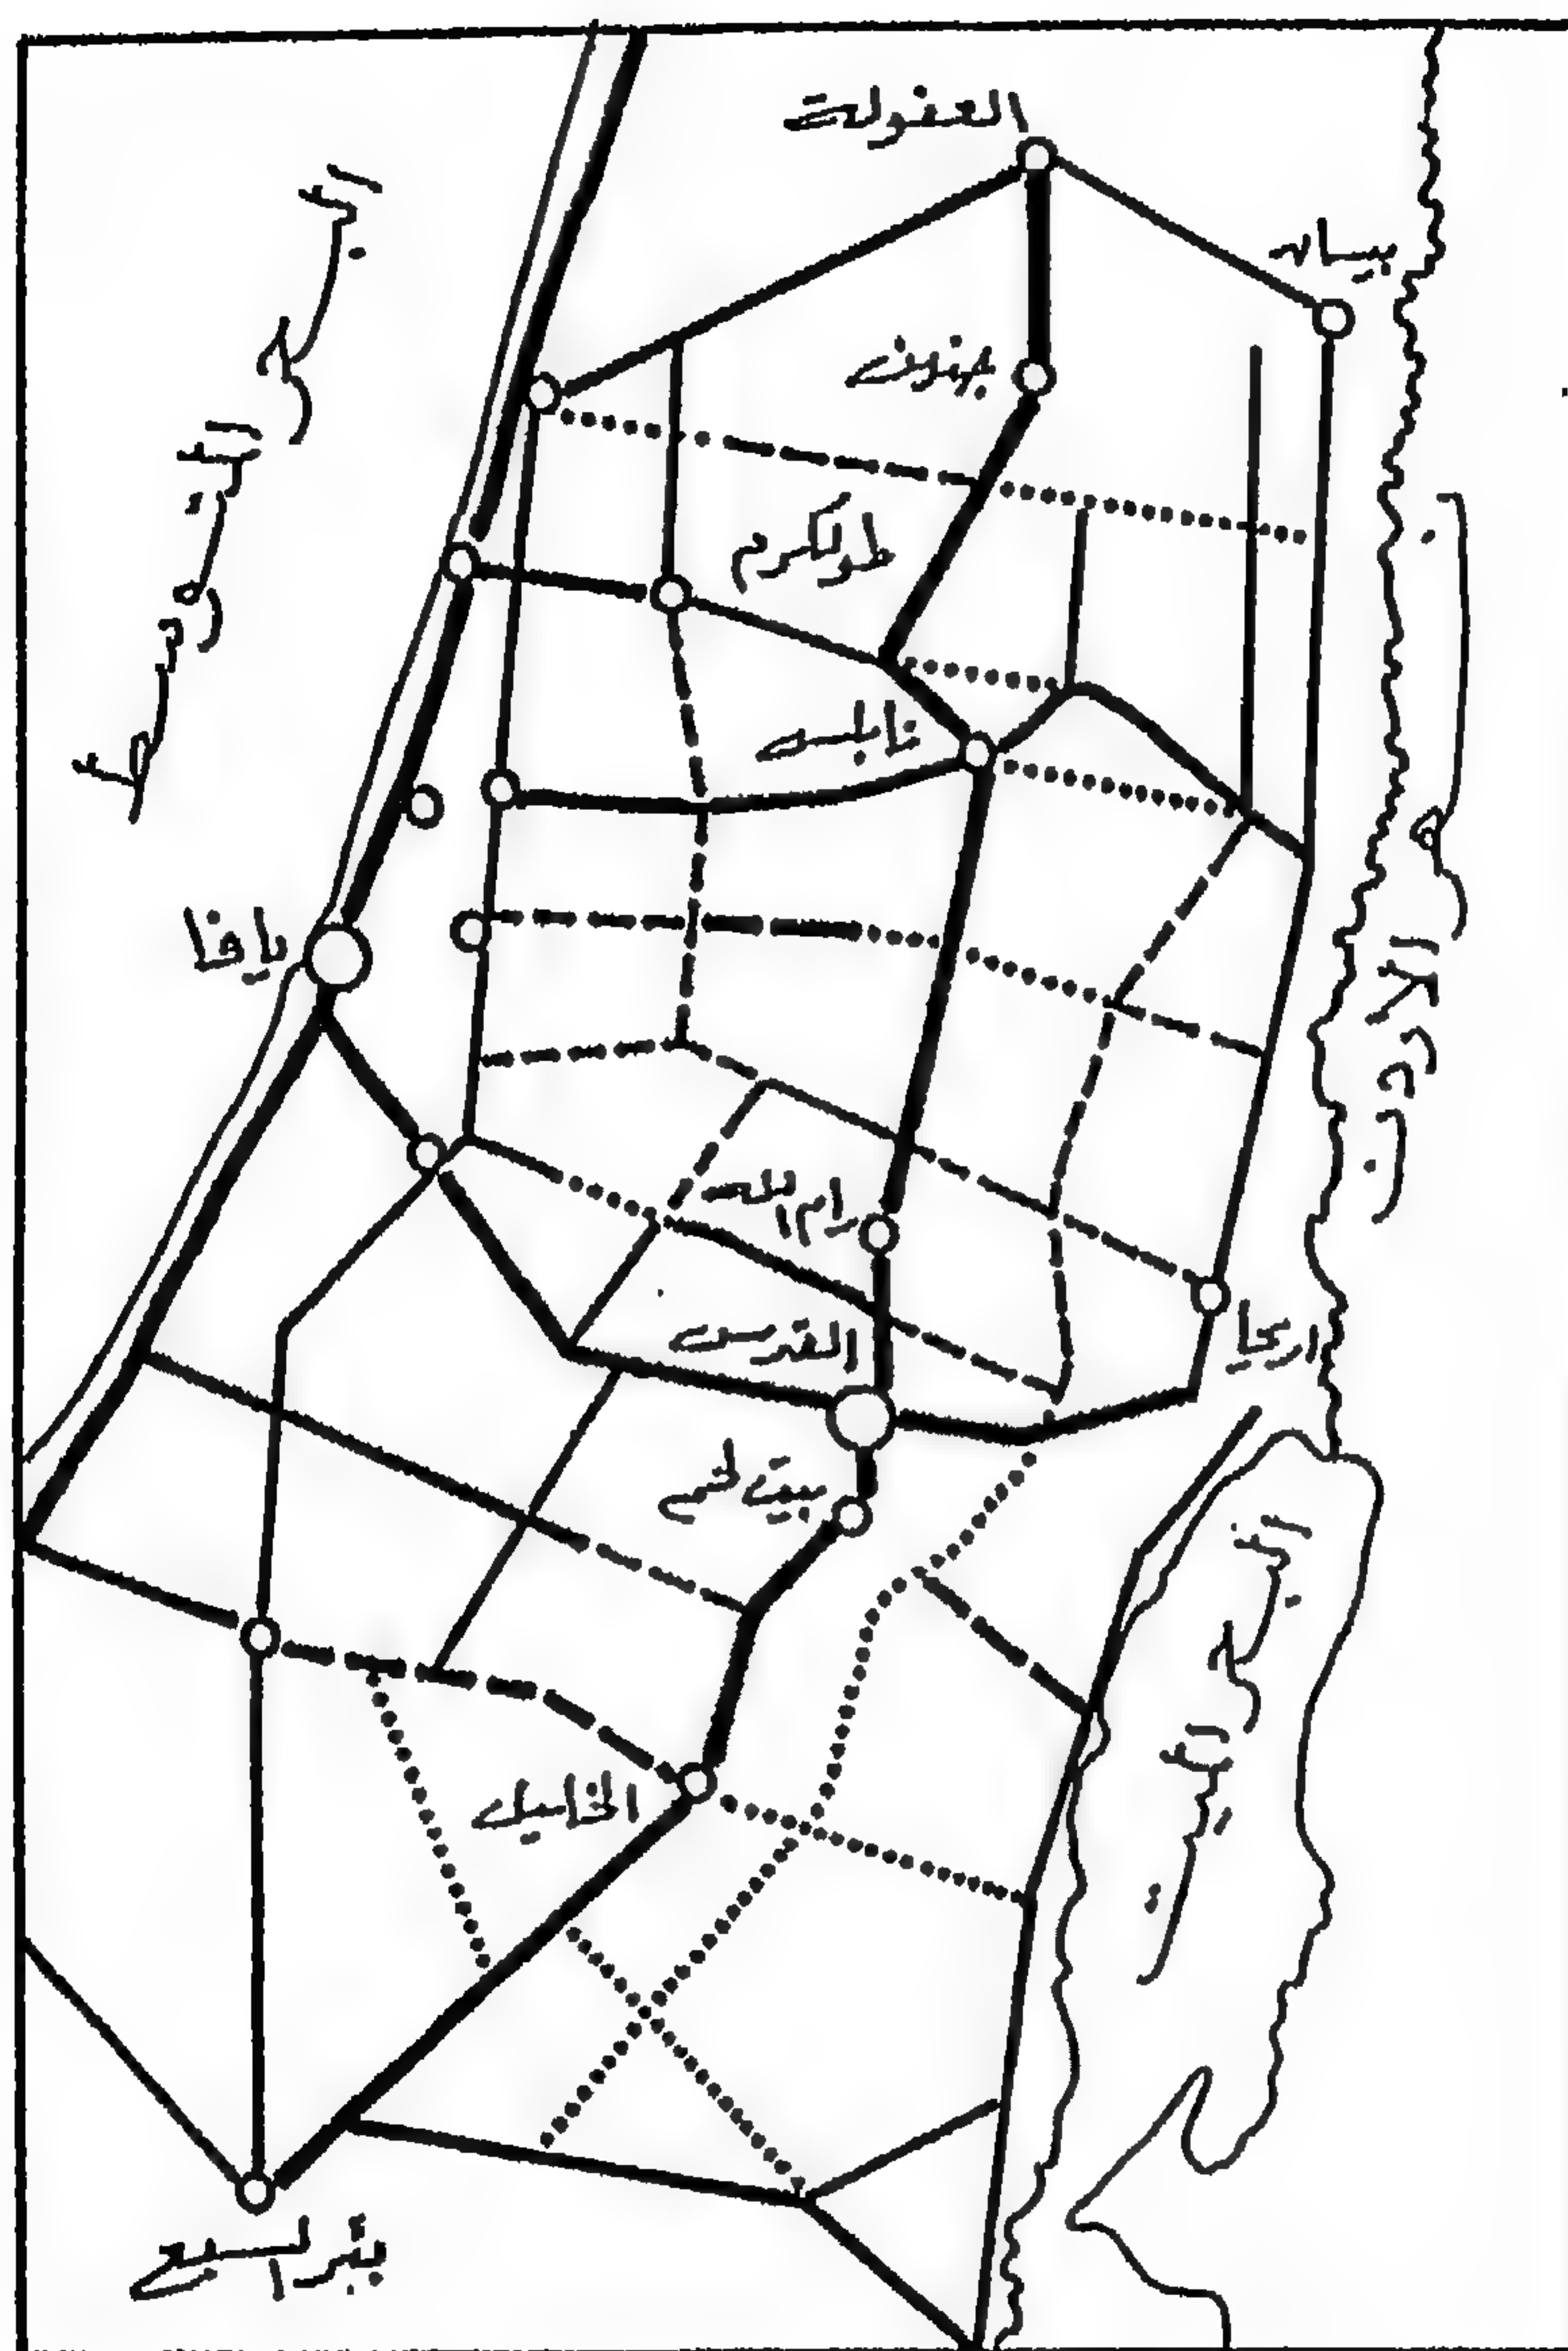 العفولة
بيسان
جنين
البحر المتوسط
طولكرم
نابلس
نهر الأردن
يافا
رام الله
القدس
اريحا
بيت لحم
البحر الميت
الخليل
بئر السبع